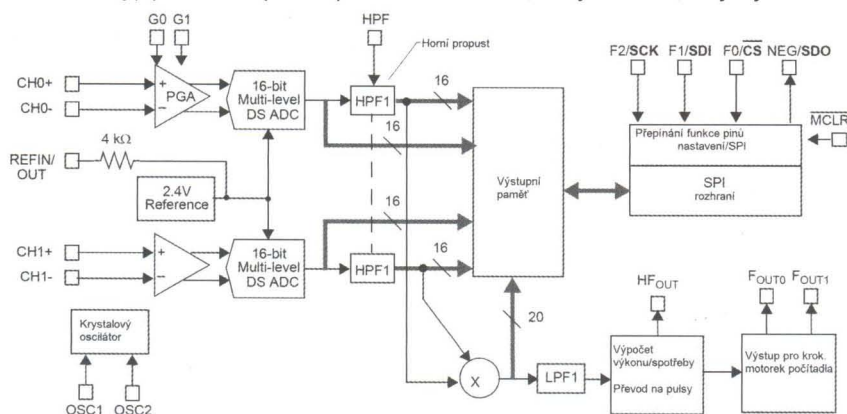 G0 G1
HPF
Horní propust
F2/SCK F1/SDI F0/CS NEG/SDO
CH0+
CH0-
+
−
PGA
16-bit
Multi-level
DS ADC
HPF1
16
16
MCLR
Přepínání funkce pinů
nastavení/SPI
SPI
rozhraní
REFIN/
OUT
4 kΩ
2.4V
Reference
Výstupní
paměť
CH1+
CH1-
+
−
16-bit
Multi-level
DS ADC
HPF1
16
16
20
Krystalový
oscilátor
OSC1 OSC2
X
LPF1
HFOUT
Výpočet
výkonu/spotřeby
Převod na pulsy
FOUT0 FOUT1
Výstup pro krok.
motorek počítadla